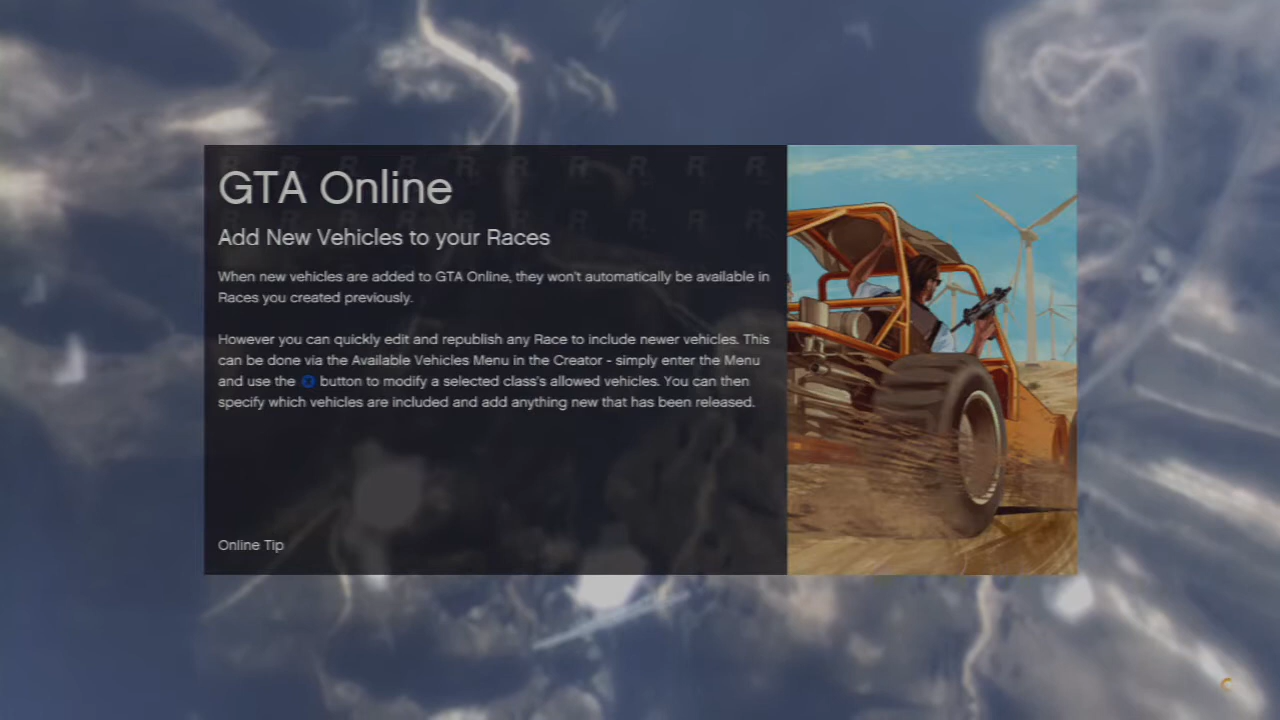 GTA Online
Add New Vehicles to your Races
When new vehicles are added to GTA Online, they won't automatically be available in
Races you created previously.
However you can quickly edit and republish any Race to include newer vehicles. This
can be done via the Available Vehicles Menu in the Creator - simply enter the Menu
and use the X button to modify a selected class's allowed vehicles. You can then
specify which vehicles are included and add anything new that has been released.
Online Tip